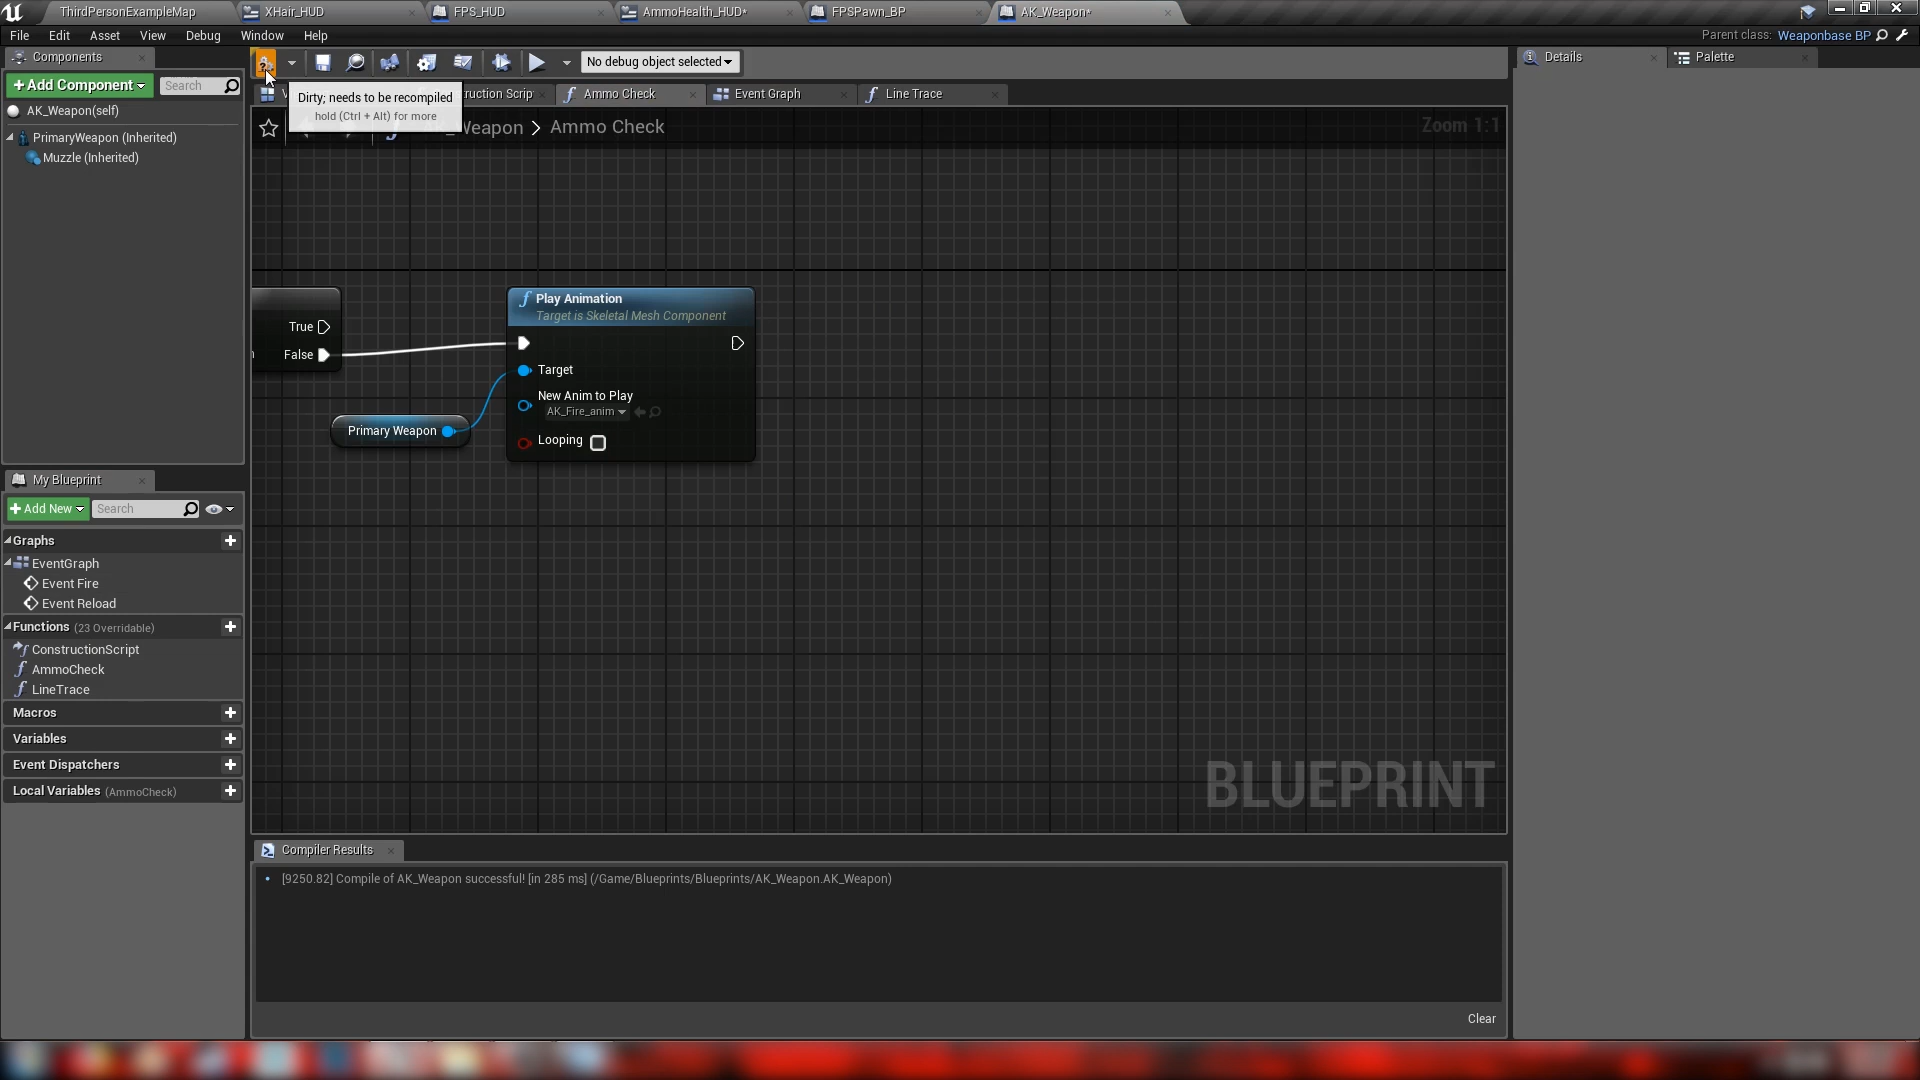 ThirdPersonExampleMap
XHair_HUD
FPS_HUD
AmmoHealth_HUD*
FPSPawn_BP
AK_Weapon*
File Edit Asset View Debug Window Help
Parent class: Weaponbase BP
Components
+Add Component
Search
AK_Weapon(self)
PrimaryWeapon (Inherited)
Muzzle (Inherited)
No debug object selected
Dirty; needs to be recompiled
hold (Ctrl + Alt) for more
Ammo Check
Event Graph
Line Trace
Weapon > Ammo Check
Zoom 1:1
True
False
Play Animation
Target is Skeletal Mesh Component
Target
New Anim to Play
AK_Fire_anim
Looping
Primary Weapon
BLUEPRINT
My Blueprint
+Add New
Search
Graphs
EventGraph
Event Fire
Event Reload
Functions (23 Overridable)
ConstructionScript
AmmoCheck
LineTrace
Macros
Variables
Event Dispatchers
Local Variables (AmmoCheck)
Compiler Results
[9250.82] Compile of AK_Weapon successful! [in 285 ms] (/Game/Blueprints/Blueprints/AK_Weapon.AK_Weapon)
Clear
Details
Palette